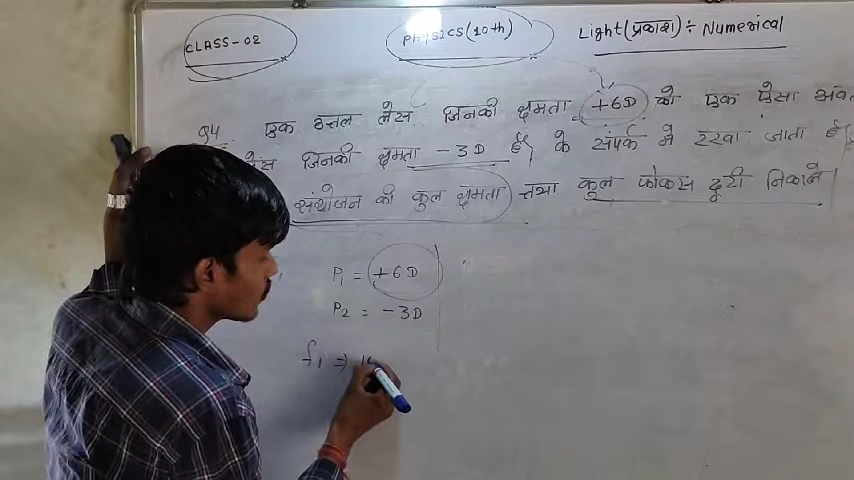 CLASS-02
PHYSICS(10th)
Light(प्रकाश)÷ Numerical
Q4 एक उत्तल लेंस जिनकी क्षमता +6D को एक ऐसा
जिनकी क्षमता -3D है, के संपर्क मे रखा जाता है,
संयोजन की कुल क्षमता तथा कुल फोकस दूरी निकाले
P₁ = +6D
P₂ = -3D
f₁ ⇒